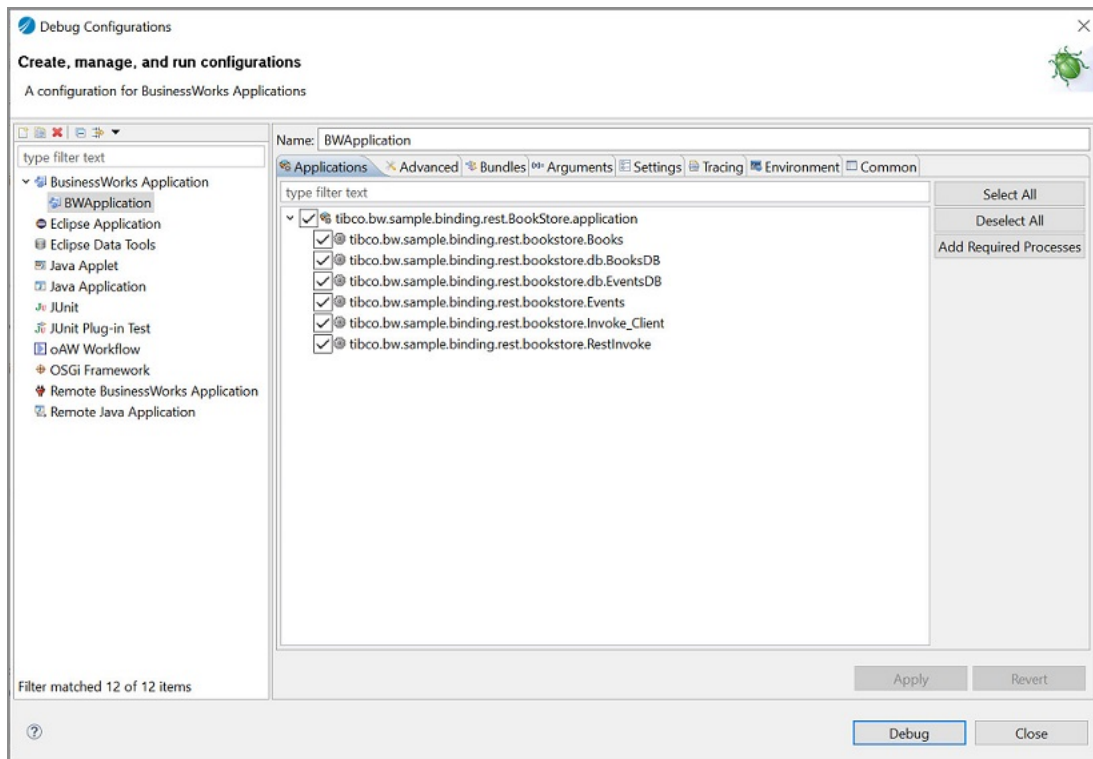 Debug Configurations
Create, manage, and run configurations
A configuration for BusinessWorks Applications
type filter text
BusinessWorks Application
BWApplication
Eclipse Application
Eclipse Data Tools
Java Applet
Java Application
JUnit
JUnit Plug-in Test
oAW Workflow
OSGi Framework
Remote BusinessWorks Application
Remote Java Application
Filter matched 12 of 12 items
Name: BWApplication
Applications Advanced Bundles Arguments Settings Tracing Environment Common
type filter text
tibco.bw.sample.binding.rest.BookStore.application
tibco.bw.sample.binding.rest.bookstore.Books
tibco.bw.sample.binding.rest.bookstore.db.BooksDB
tibco.bw.sample.binding.rest.bookstore.db.EventsDB
tibco.bw.sample.binding.rest.bookstore.Events
tibco.bw.sample.binding.rest.bookstore.Invoke_Client
tibco.bw.sample.binding.rest.bookstore.RestInvoke
Select All
Deselect All
Add Required Processes
Apply Revert
Debug Close